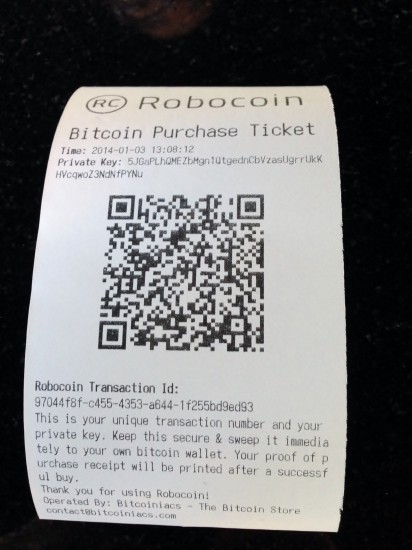 RC Robocoin
Bitcoin Purchase Ticket
Time: 2014-01-03 13:08:12
Private Key: 5JGaPLhQMEZbMgn1QtgednCbVzasUgrrUkK
HVcqwoZ3NdNfPYNu
Robocoin Transaction Id:
97044f8f-c455-4353-a644-1f255bd9ed93
This is your unique transaction number and your
private key. Keep this secure & sweep it immedia
tely to your own bitcoin wallet. Your proof of p
urchase receipt will be printed after a successf
ul buy.
Thank you for using Robocoin!
Operated By: Bitcoiniacs - The Bitcoin Store
contact@bitcoiniacs.com